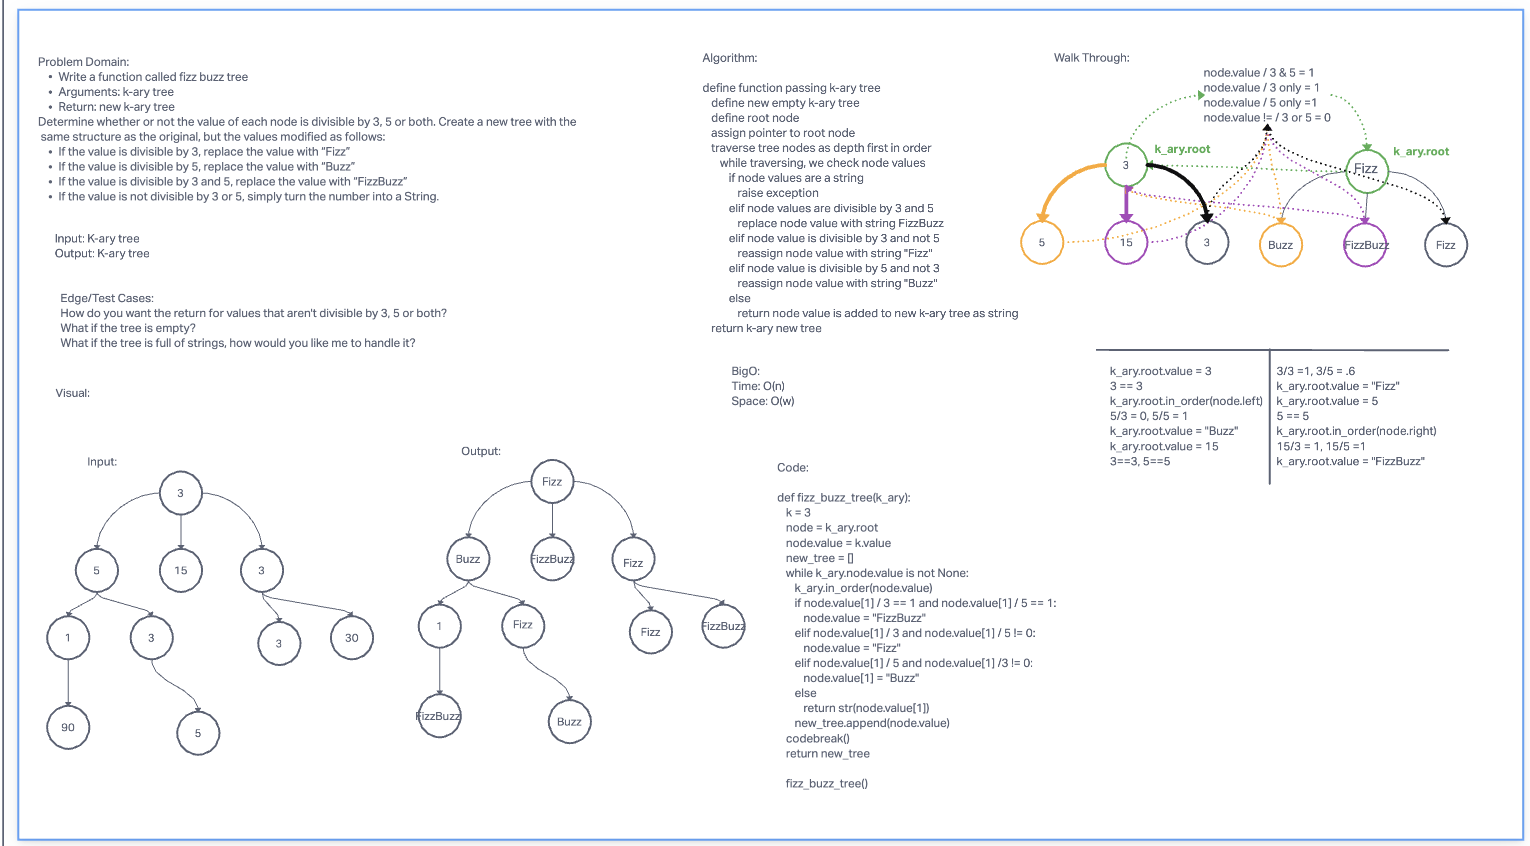 Problem Domain:
• Write a function called fizz buzz tree
• Arguments: k-ary tree
• Return: new k-ary tree
Determine whether or not the value of each node is divisible by 3, 5 or both. Create a new tree with the
same structure as the original, but the values modified as follows:
• If the value is divisible by 3, replace the value with “Fizz”
• If the value is divisible by 5, replace the value with “Buzz”
• If the value is divisible by 3 and 5, replace the value with “FizzBuzz”
• If the value is not divisible by 3 or 5, simply turn the number into a String.
Input: K-ary tree
Output: K-ary tree
Edge/Test Cases:
How do you want the return for values that aren't divisible by 3, 5 or both?
What if the tree is empty?
What if the tree is full of strings, how would you like me to handle it?
Visual:
Input:
3
5
15
3
1
3
3
30
90
5
Output:
Fizz
Buzz
FizzBuzz
Fizz
1
Fizz
Fizz
FizzBuzz
FizzBuzz
Buzz
Algorithm:
define function passing k-ary tree
define new empty k-ary tree
define root node
assign pointer to root node
traverse tree nodes as depth first in order
while traversing, we check node values
if node values are a string
raise exception
elif node values are divisible by 3 and 5
replace node value with string FizzBuzz
elif node value is divisible by 3 and not 5
reassign node value with string "Fizz"
elif node value is divisible by 5 and not 3
reassign node value with string "Buzz"
else
return node value is added to new k-ary tree as string
return k-ary new tree
BigO:
Time: O(n)
Space: O(w)
Code:
def fizz_buzz_tree(k_ary):
k = 3
node = k_ary.root
node.value = k.value
new_tree = []
while k_ary.node.value is not None:
k_ary.in_order(node.value)
if node.value[1] / 3 == 1 and node.value[1] / 5 == 1:
node.value = "FizzBuzz"
elif node.value[1] / 3 and node.value[1] / 5 != 0:
node.value = "Fizz"
elif node.value[1] / 5 and node.value[1] /3 != 0:
node.value[1] = "Buzz"
else
return str(node.value[1])
new_tree.append(node.value)
codebreak()
return new_tree
fizz_buzz_tree()
Walk Through:
node.value / 3 & 5 = 1
node.value / 3 only = 1
node.value / 5 only =1
node.value != / 3 or 5 = 0
k_ary.root
k_ary.root
3
Fizz
5
15
3
Buzz
FizzBuzz
Fizz
k_ary.root.value = 3
3 == 3
k_ary.root.in_order(node.left)
5/3 = 0, 5/5 = 1
k_ary.root.value = "Buzz"
k_ary.root.value = 15
3==3, 5==5
3/3 =1, 3/5 = .6
k_ary.root.value = "Fizz"
k_ary.root.value = 5
5 == 5
k_ary.root.in_order(node.right)
15/3 = 1, 15/5 =1
k_ary.root.value = "FizzBuzz"